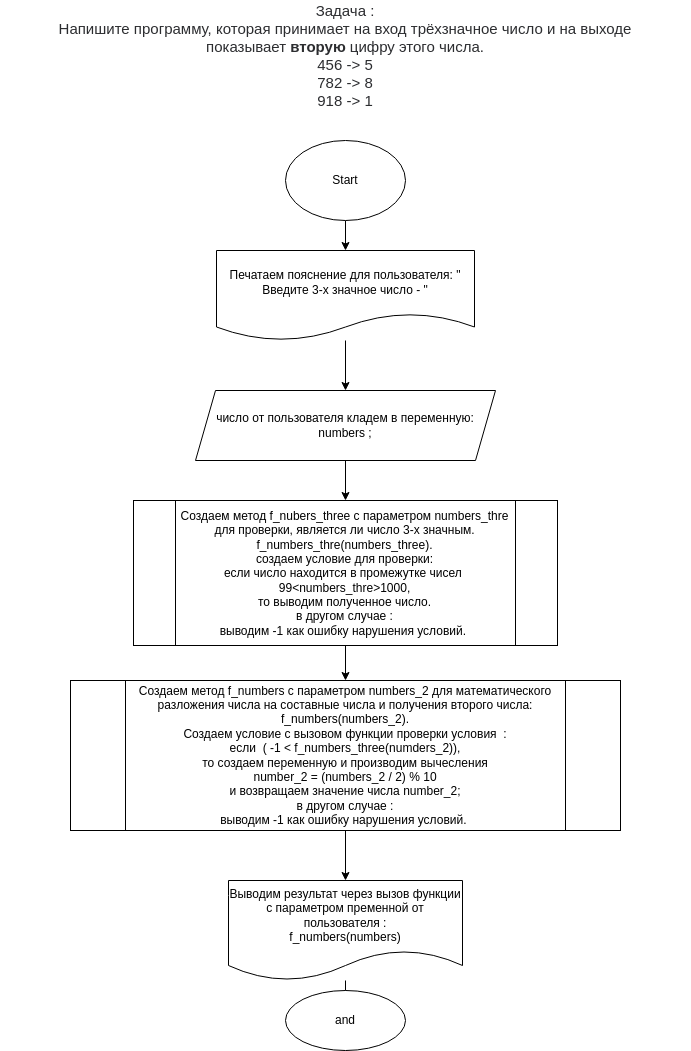 Задача :
Напишите программу, которая принимает на вход трёхзначное число и на выходе
показывает вторую цифру этого числа.
456 -> 5
782 -> 8
918 -> 1
Start
Печатаем пояснение для пользователя: "
Введите 3-х значное число - "
число от пользователя кладем в переменную:
numbers ;
Создаем метод f_nubers_three с параметром numbers_thre
для проверки, является ли число 3-х значным.
f_numbers_thre(numbers_three).
создаем условие для проверки:
если число находится в промежутке чисел
99<numbers_thre>1000,
то выводим полученное число.
в другом случае :
выводим -1 как ошибку нарушения условий.
Создаем метод f_numbers с параметром numbers_2 для математического
разложения числа на составные числа и получения второго числа:
f_numbers(numbers_2).
Создаем условие с вызовом функции проверки условия :
если ( -1 < f_numbers_three(numders_2)),
то создаем переменную и производим вычесления
number_2 = (numbers_2 / 2) % 10
и возвращаем значение числа number_2;
в другом случае :
выводим -1 как ошибку нарушения условий.
Выводим результат через вызов функции
с параметром пременной от
пользователя :
f_numbers(numbers)
and